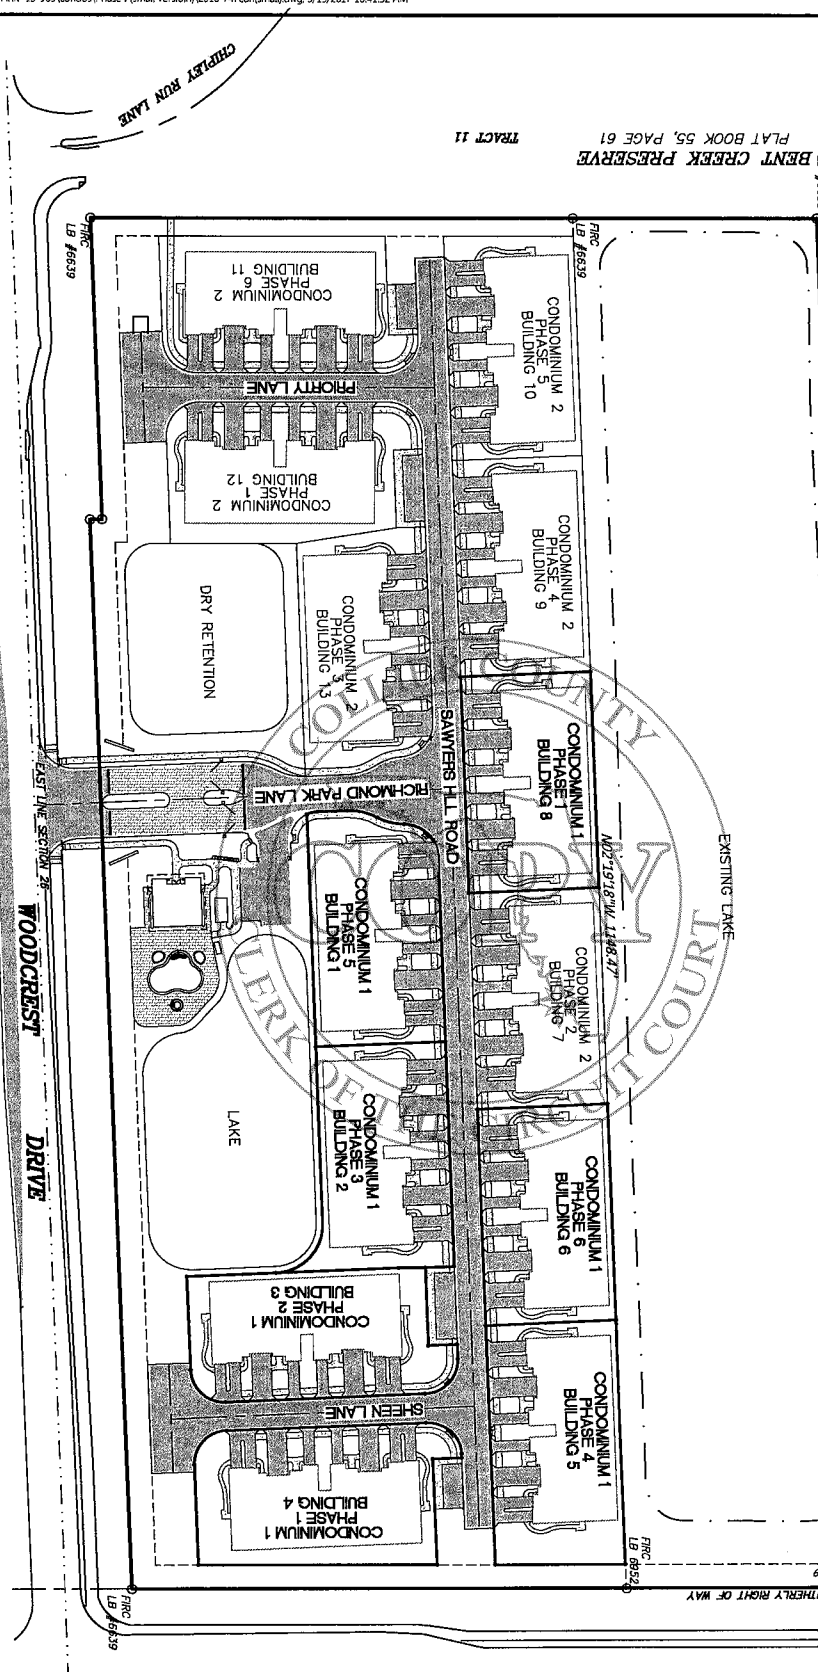 CHIPLEY RUN LANE
TRACT 11
PLAT BOOK 55, PAGE 61
BENT CREEK PRESERVE
FIRC
LB #6639
FIRC
LB #6639
CONDOMINIUM 2
PHASE 6
BUILDING 11
CONDOMINIUM 2
PHASE 5
BUILDING 10
PRIORITY LANE
CONDOMINIUM 2
PHASE 1
BUILDING 12
CONDOMINIUM 2
PHASE 4
BUILDING 9
DRY RETENTION
CONDOMINIUM 2
PHASE 3
BUILDING 13
COLLIER COUNTY
SAWYERS HILL ROAD
CONDOMINIUM 1
PHASE 1
BUILDING 8
RICHMOND PARK LANE
EAST LINE SECTION 26
COPY
N02°19'18"W 1148.47'
EXISTING LAKE
CONDOMINIUM 1
PHASE 5
BUILDING 1
CONDOMINIUM 2
PHASE 2
BUILDING 7
CLERK OF THE CIRCUIT COURT
WOODCREST DRIVE
LAKE
CONDOMINIUM 1
PHASE 3
BUILDING 2
CONDOMINIUM 1
PHASE 6
BUILDING 6
CONDOMINIUM 1
PHASE 2
BUILDING 3
SHEEN LANE
CONDOMINIUM 1
PHASE 4
BUILDING 5
CONDOMINIUM 1
PHASE 1
BUILDING 4
FIRC
LB 6952
RIGHT OF WAY
FIRC
LB #6639